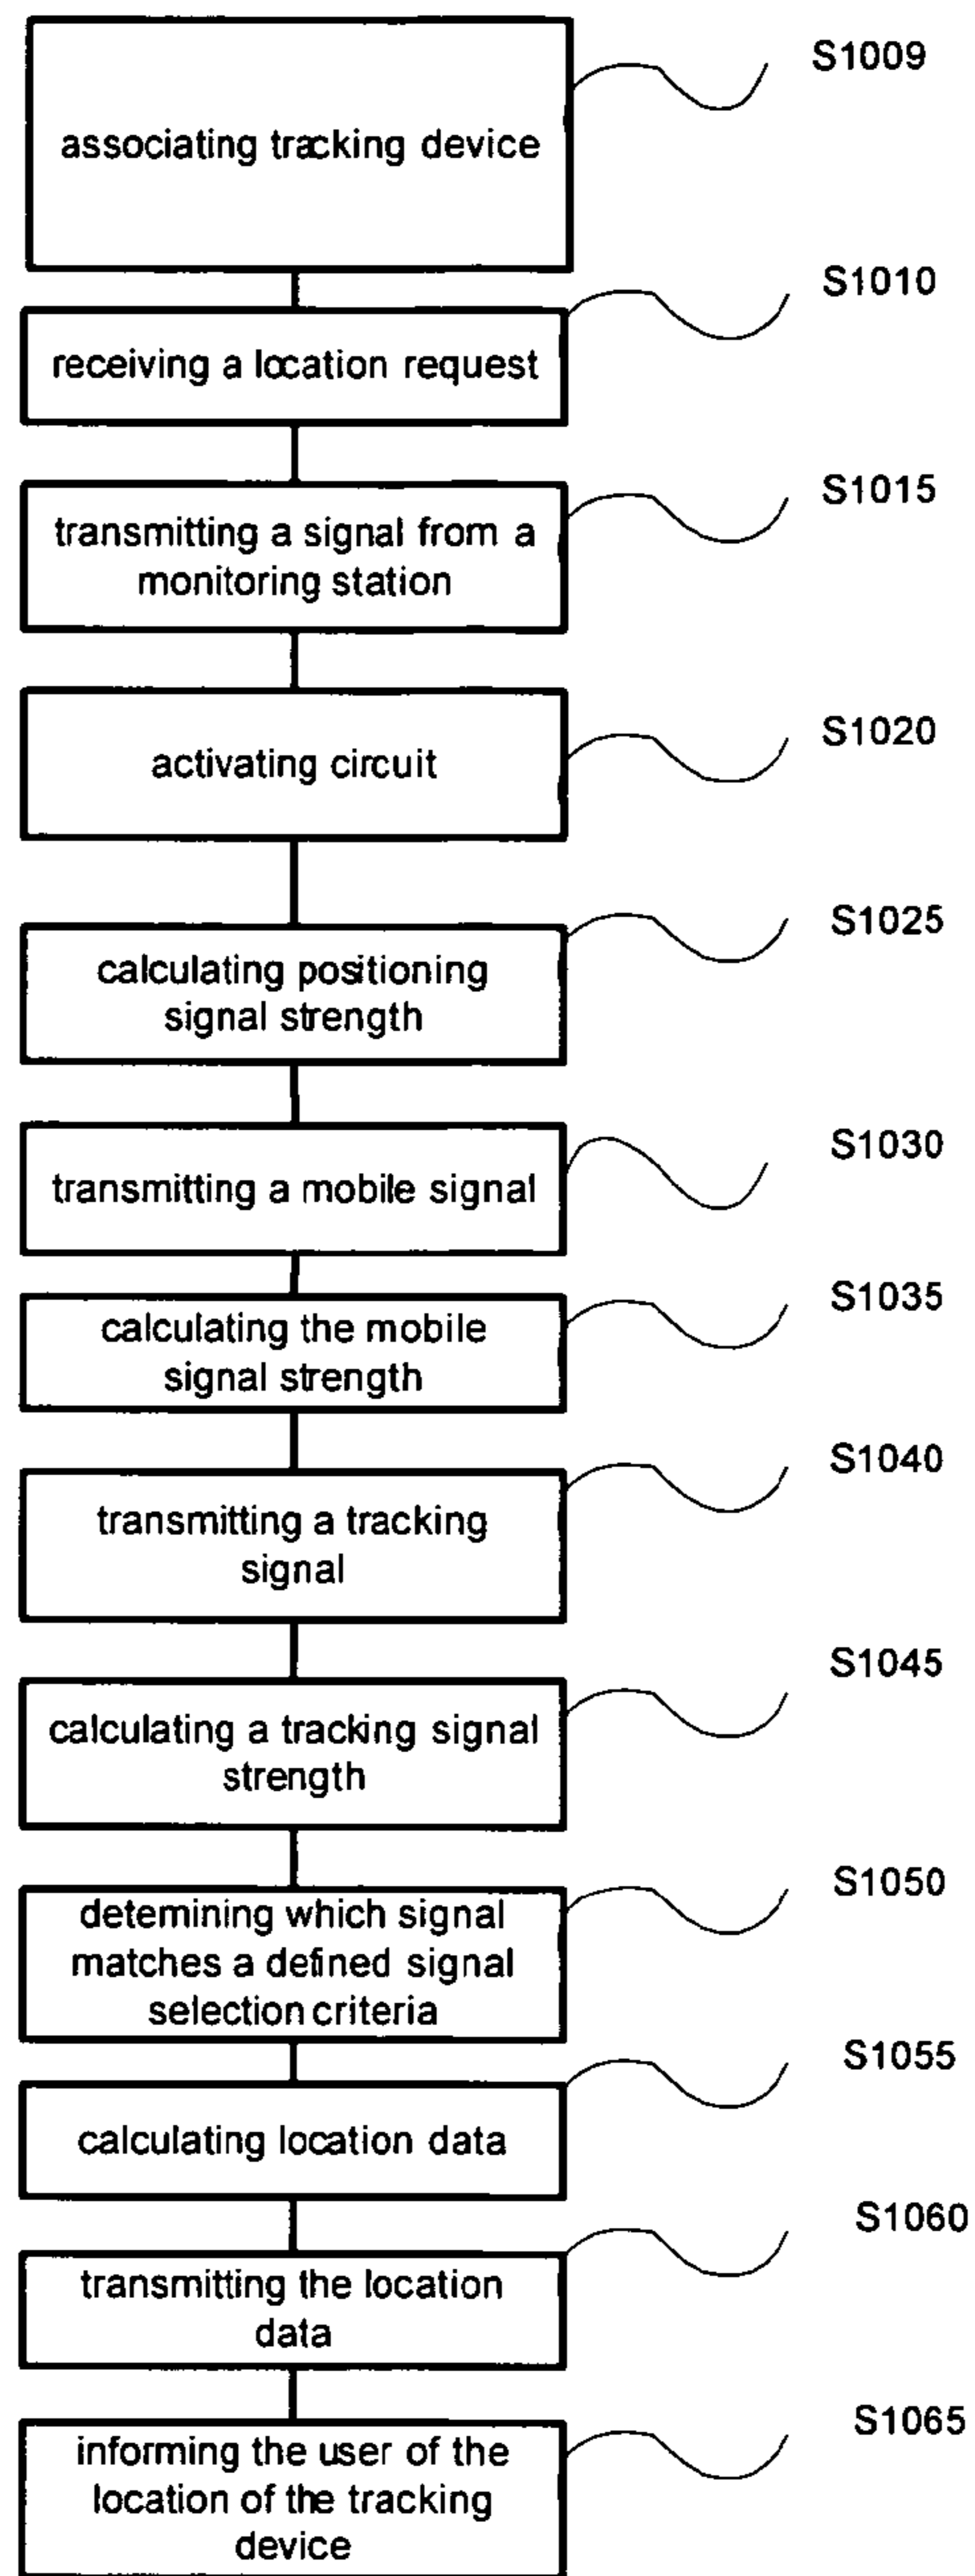 S1009
associating tracking device
S1010
receiving a location request
S1015
transmitting a signal from a
monitoring station
S1020
activating circuit
S1025
calculating positioning
signal strength
S1030
transmitting a mobile signal
S1035
calculating the mobile
signal strength
S1040
transmitting a tracking
signal
S1045
calculating a tracking signal
strength
S1050
detemining which signal
matches a defined signal
selection criteria
S1055
calculating location data
S1060
transmitting the location
data
S1065
informing the user of the
location of the tracking
device